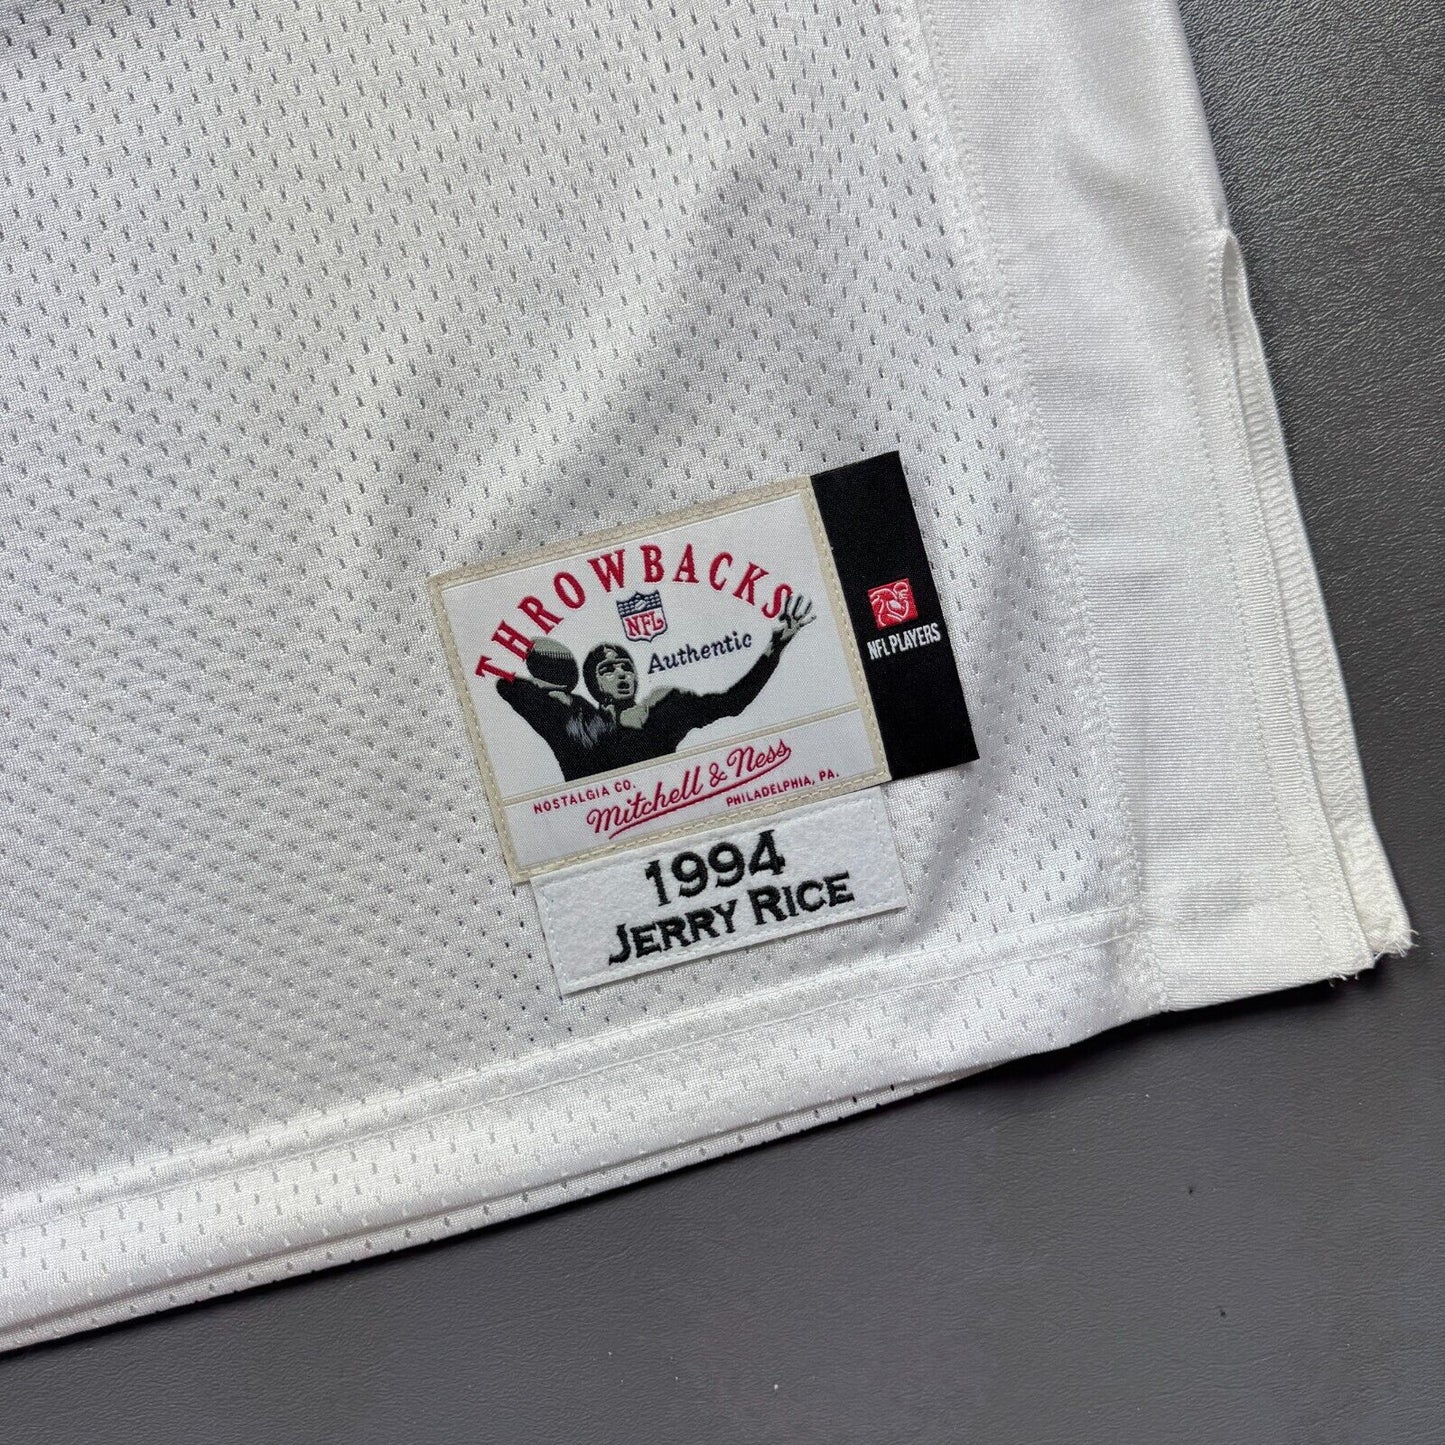 THROWBACKS
NFL
Authentic
NFL PLAYERS
NOSTALGIA CO. Mitchell & Ness PHILADELPHIA, PA.
1994
JERRY RICE